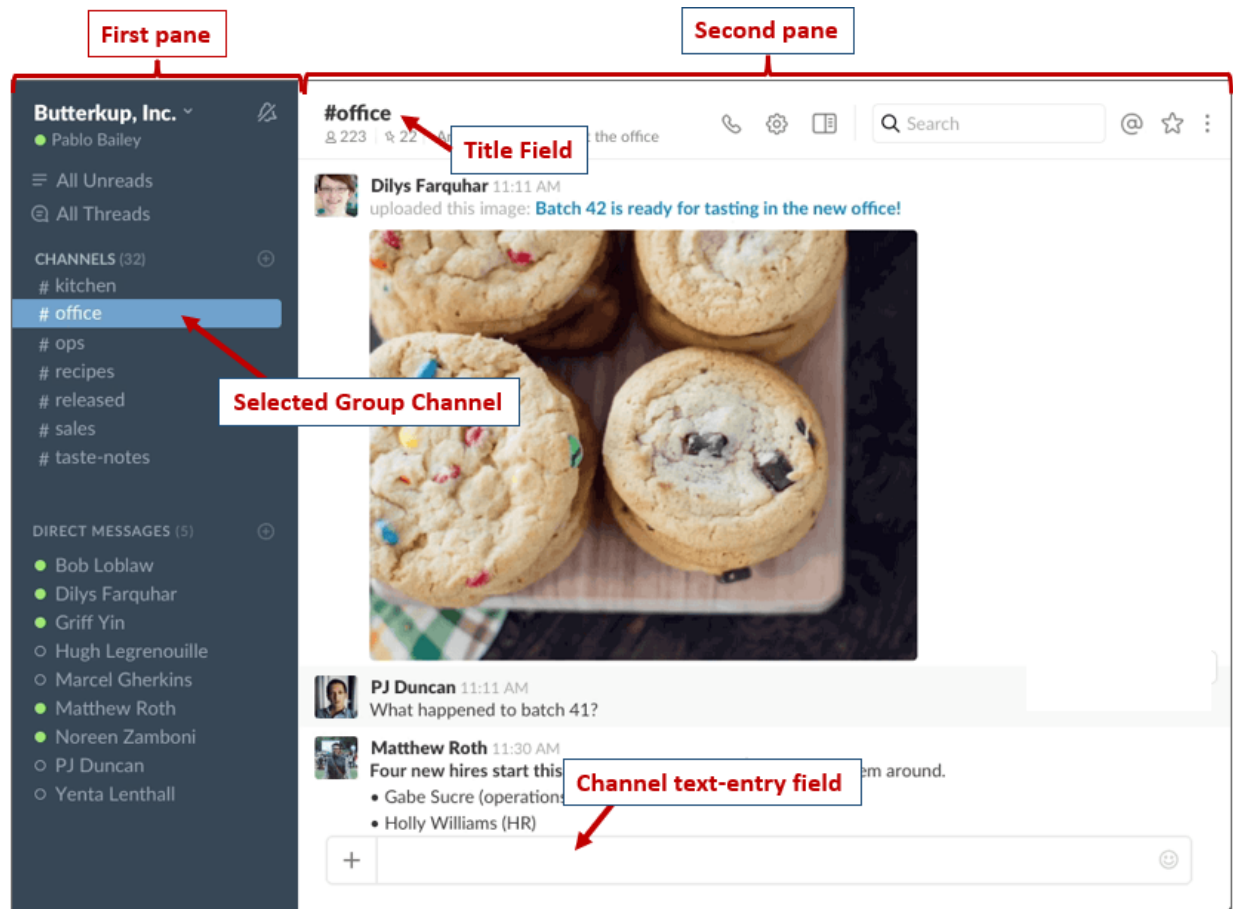 First pane
Second pane
Butterkup, Inc.
Pablo Bailey
All Unreads
All Threads
CHANNELS (32)
# kitchen
# office
# ops
# recipes
# released
# sales
# taste-notes
Selected Group Channel
DIRECT MESSAGES (5)
Bob Loblaw
Dilys Farquhar
Griff Yin
Hugh Legrenouille
Marcel Gherkins
Matthew Roth
Noreen Zamboni
PJ Duncan
Yenta Lenthall
#office
223 | 22 the office
Title Field
Search
Dilys Farquhar 11:11 AM
uploaded this image: Batch 42 is ready for tasting in the new office!
PJ Duncan 11:11 AM
What happened to batch 41?
Matthew Roth 11:30 AM
Four new hires start this around.
• Gabe Sucre (operations
• Holly Williams (HR)
Channel text-entry field